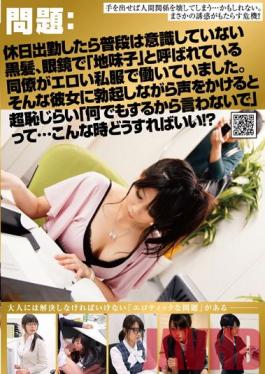 手を出せば人間関係を壊してしまう…かもしれない。
まさかの誘惑がもたらす危機!!
問題:
休日出勤したら普段は意識していない
黒髪、眼鏡で「地味子」と呼ばれている
同僚がエロい私服で働いていました。
そんな彼女に勃起しながら声をかけると
超恥じらい「何でもするから言わないで」
って…こんな時どうすればいい!?
大人には解決しなければいけない「エロティックな問題」がある